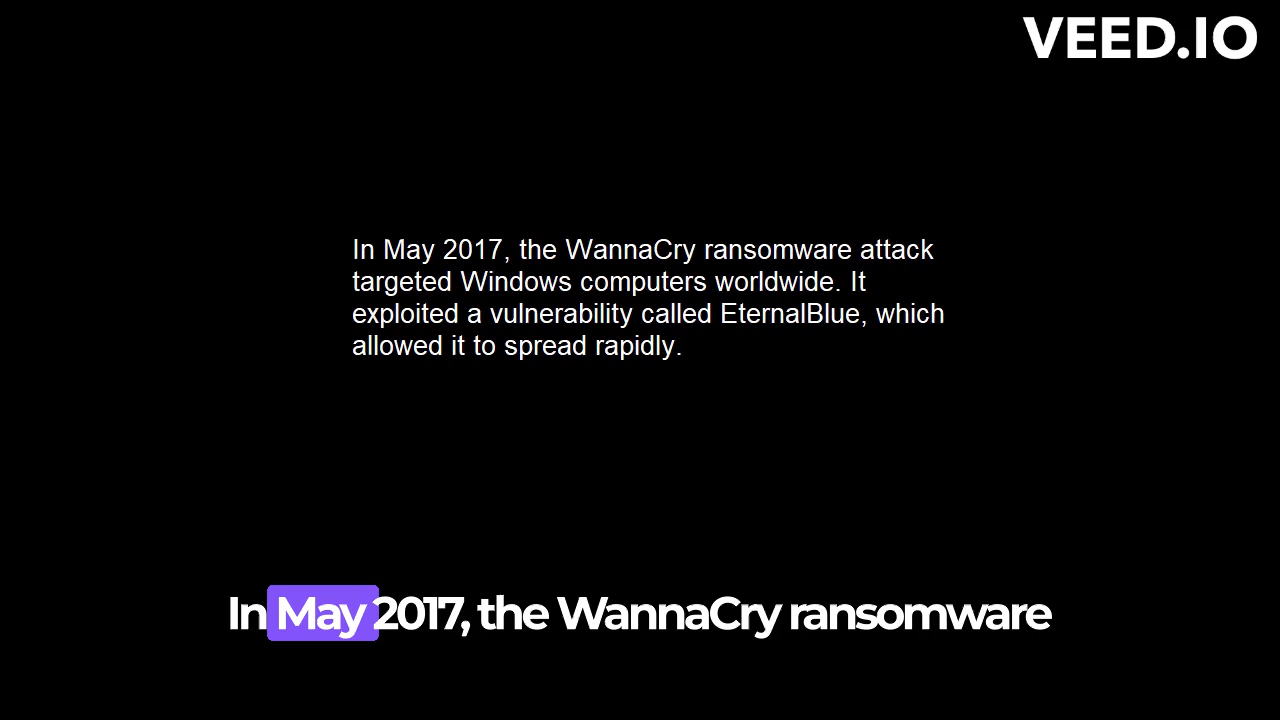 VEED.IO
In May 2017, the WannaCry ransomware attack
targeted Windows computers worldwide. It
exploited a vulnerability called EternalBlue, which
allowed it to spread rapidly.
In May 2017, the WannaCry ransomware